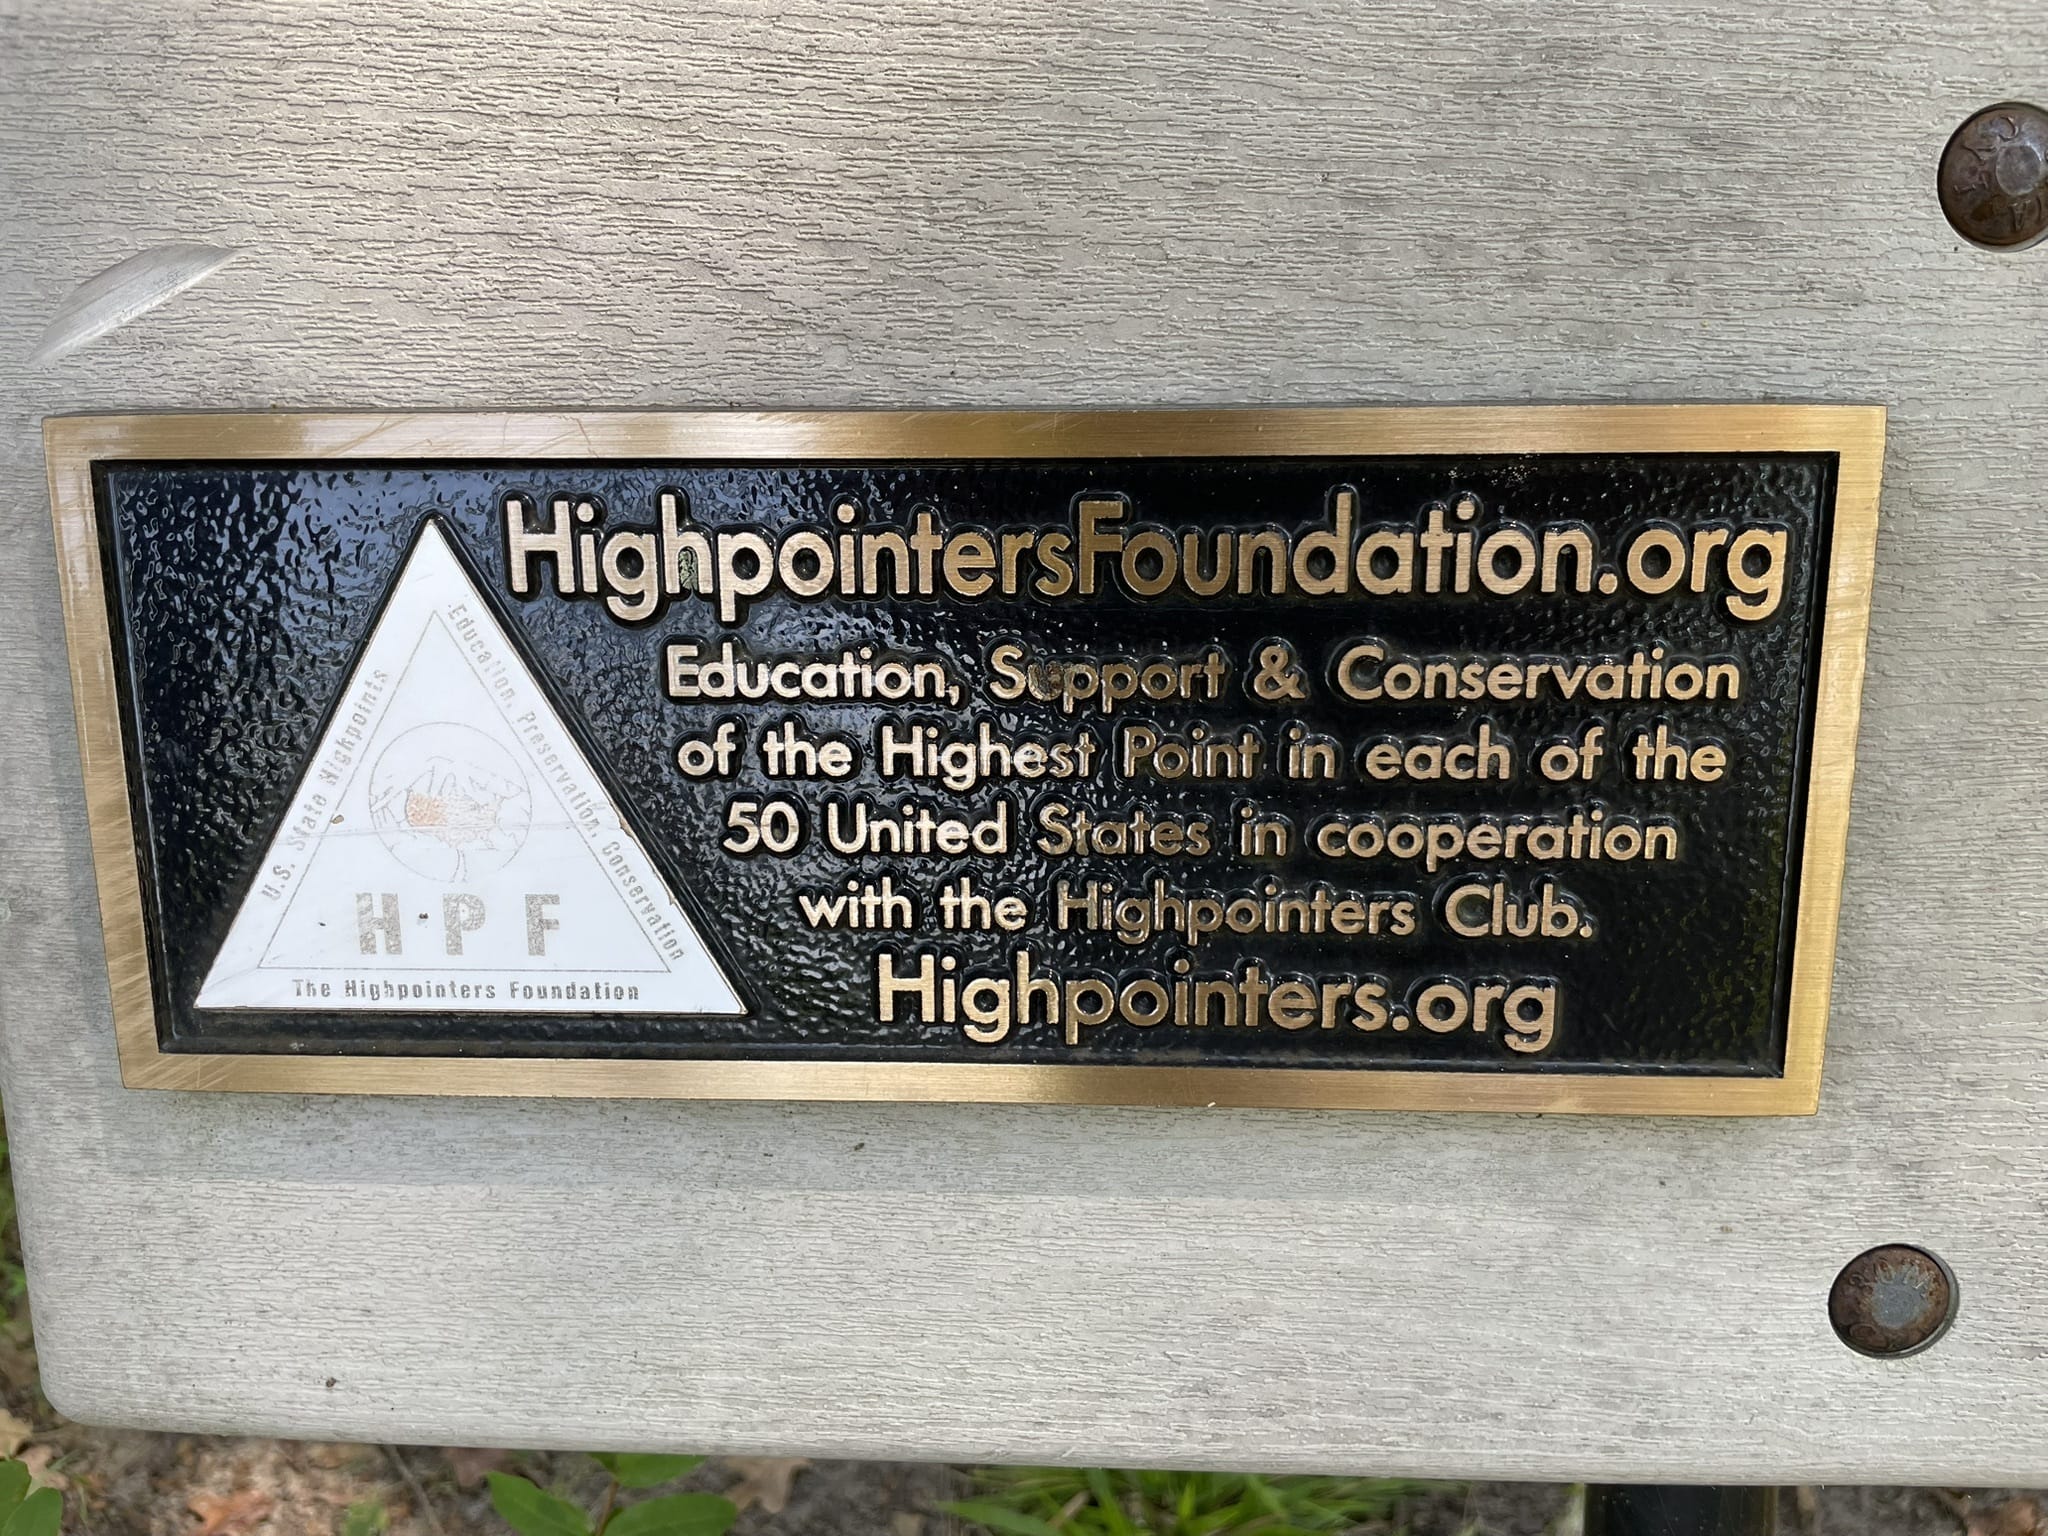 HighpointersFoundation.org
Education, Support & Conservation
of the Highest Point in each of the
50 United States in cooperation
with the Highpointers Club.
Highpointers.org
U.S. State Highpoints
Education, Preservation, Conservation
H P F
The Highpointers Foundation